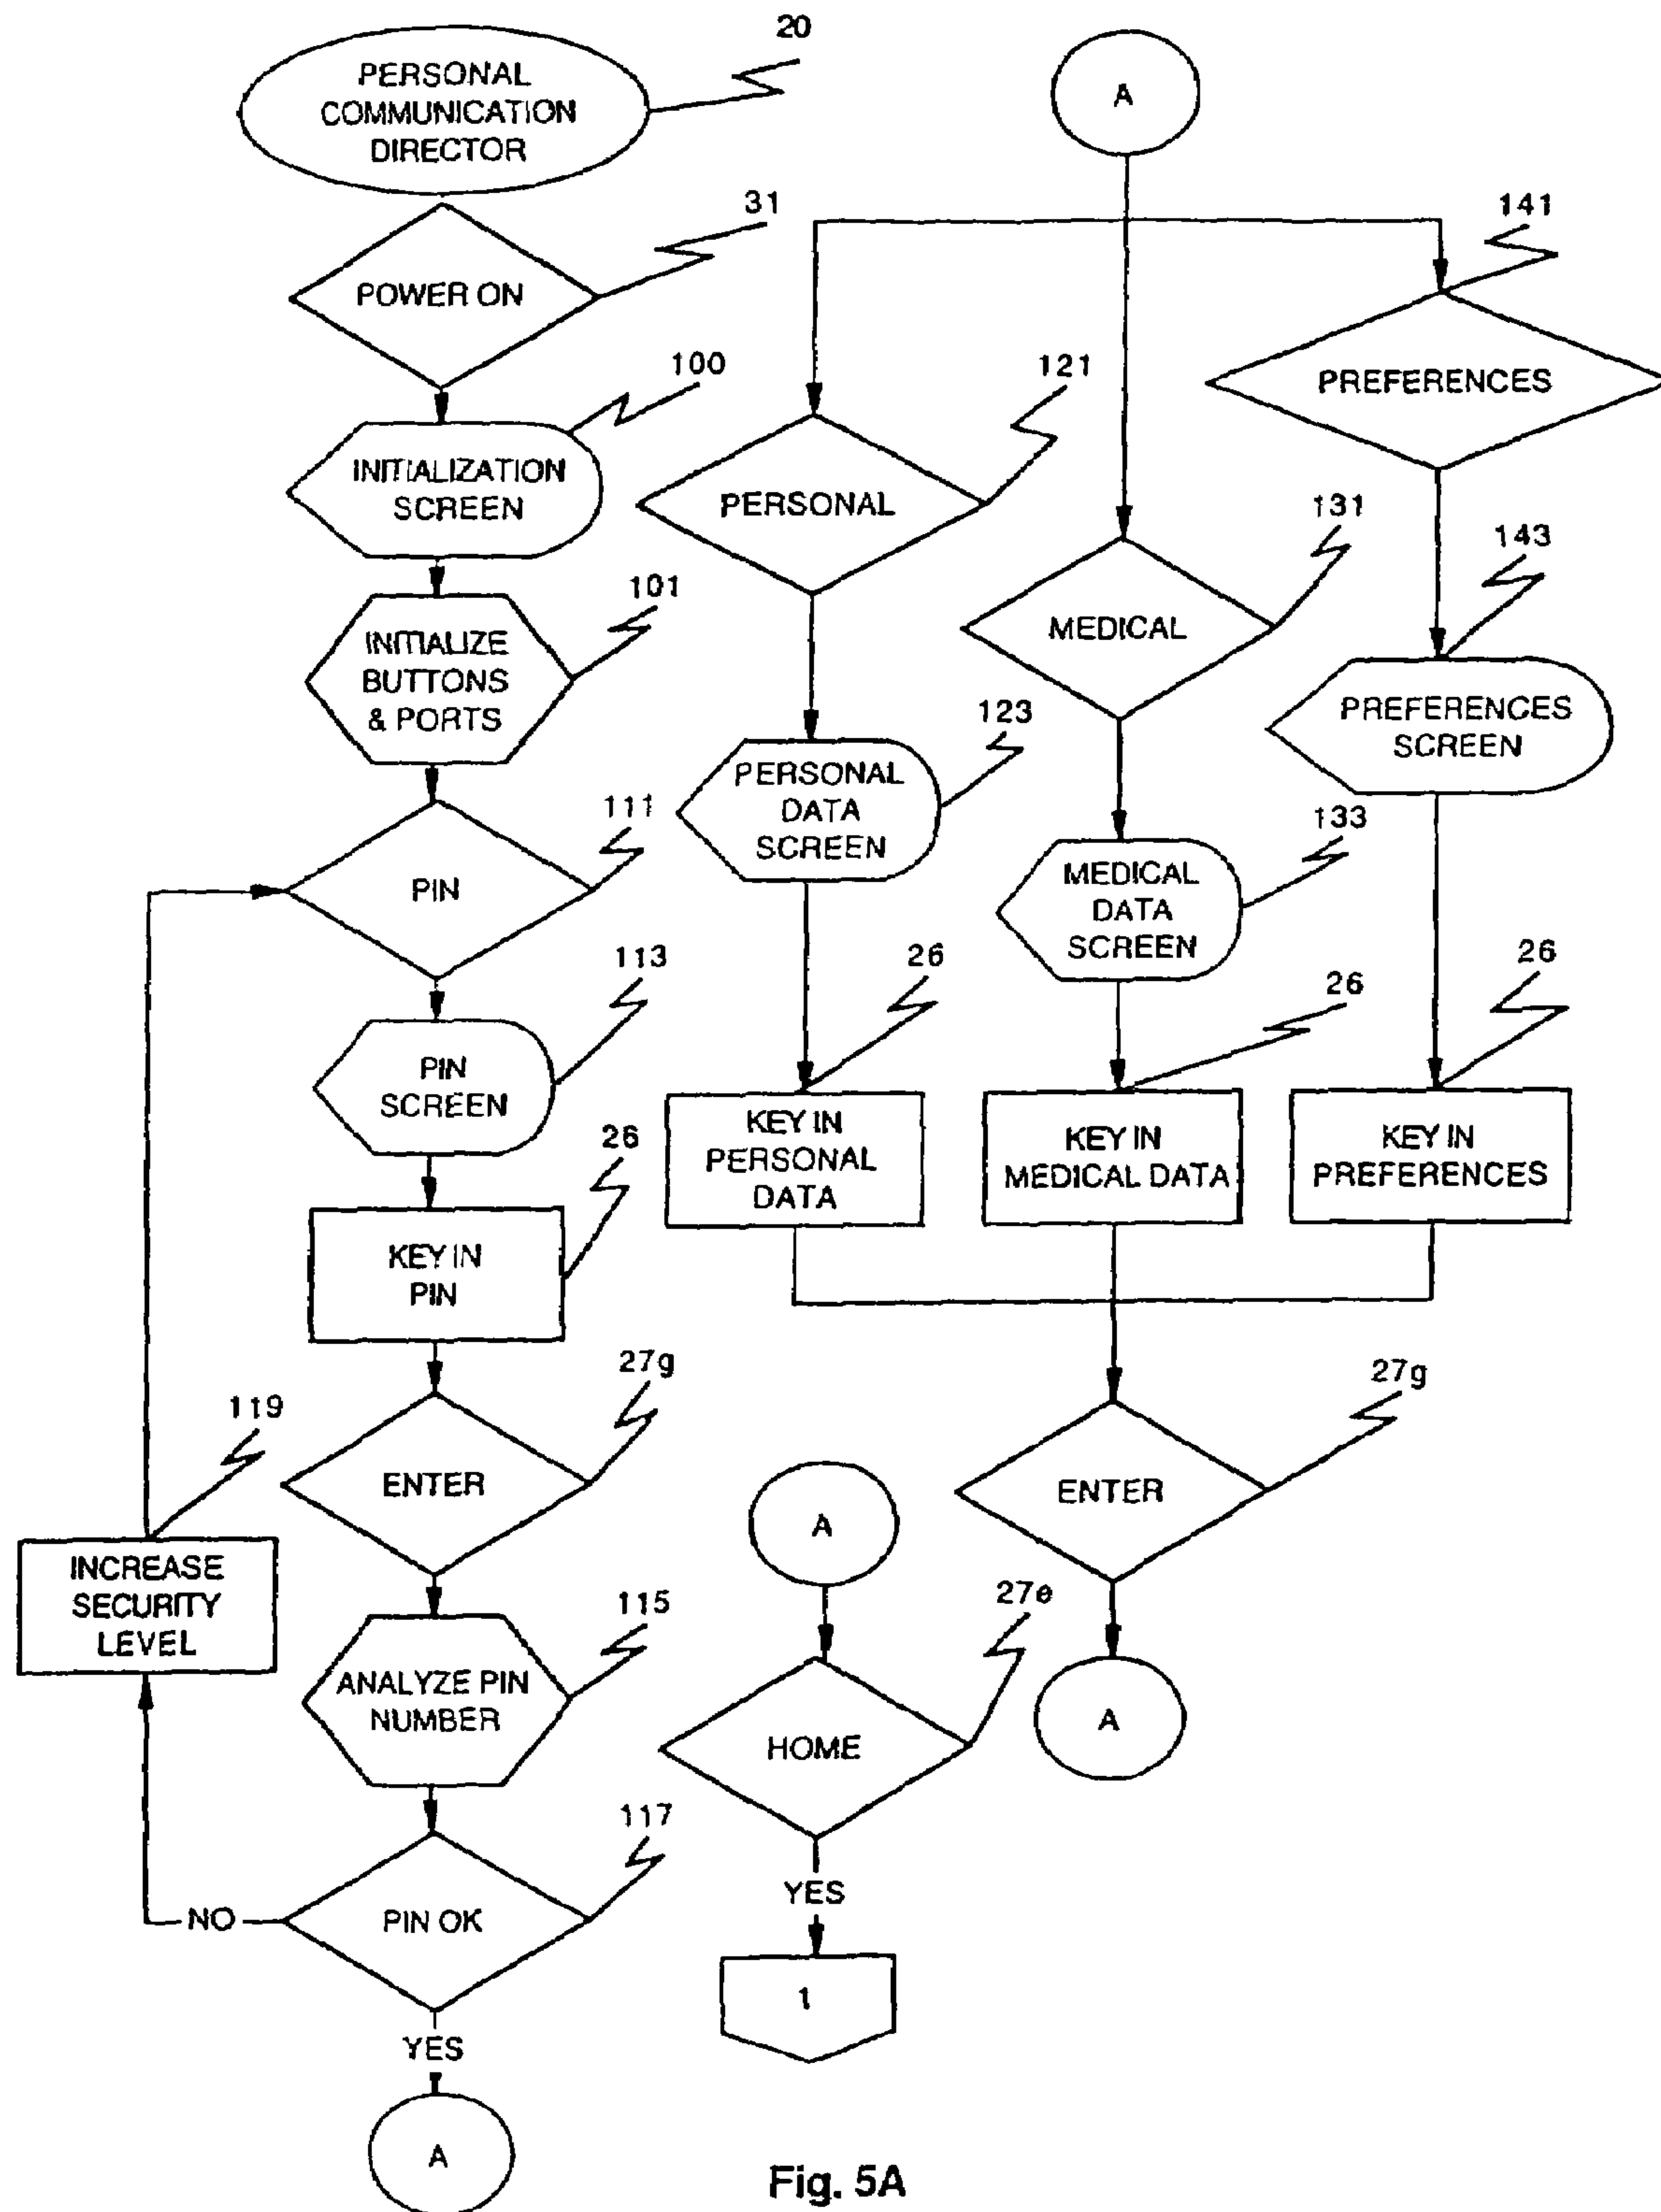 20
PERSONAL
COMMUNICATION
DIRECTOR
31
POWER ON
100
INITIALIZATION
SCREEN
101
INITIALIZE
BUTTONS
& PORTS
111
PIN
113
PIN
SCREEN
26
KEY IN
PIN
27g
ENTER
119
INCREASE
SECURITY
LEVEL
115
ANALYZE PIN
NUMBER
117
PIN OK
NO
YES
A
A
121
PERSONAL
123
PERSONAL
DATA
SCREEN
26
KEY IN
PERSONAL
DATA
131
MEDICAL
133
MEDICAL
DATA
SCREEN
26
KEY IN
MEDICAL DATA
141
PREFERENCES
143
PREFERENCES
SCREEN
26
KEY IN
PREFERENCES
27g
ENTER
A
A
27e
HOME
YES
1
Fig. 5A